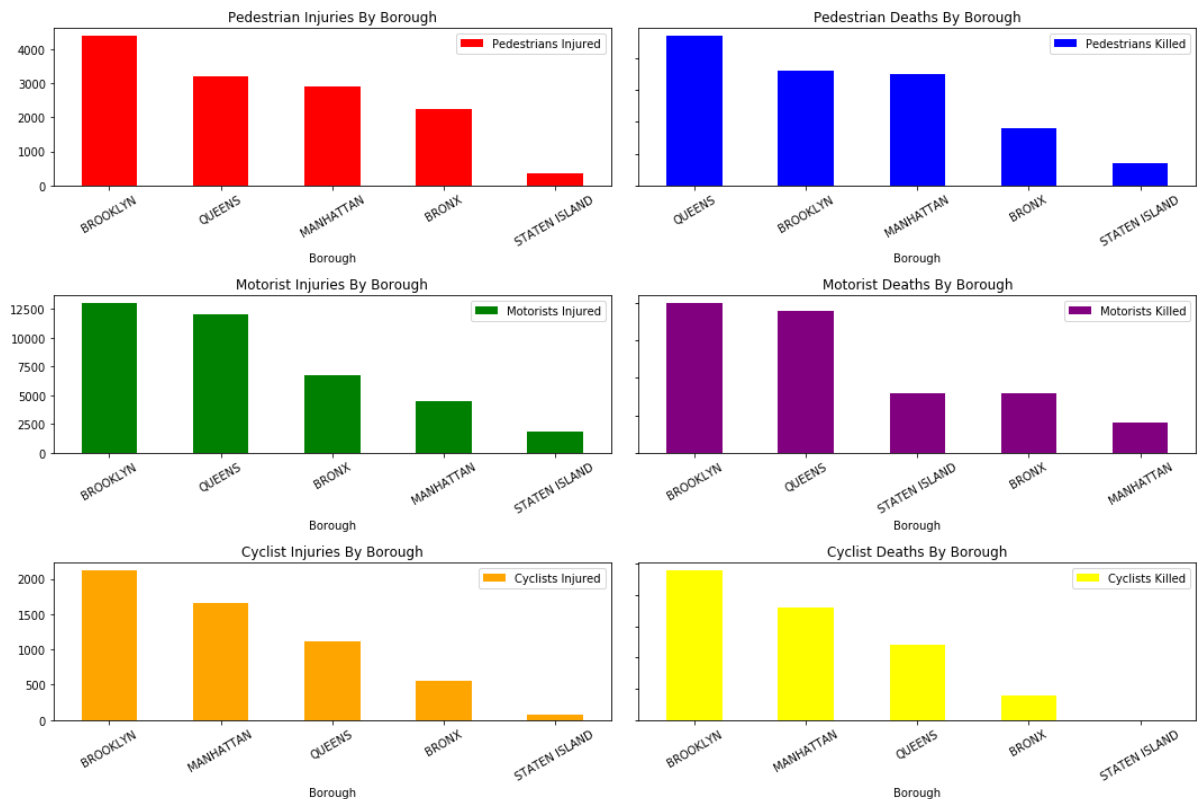 Pedestrian Injuries By Borough
Pedestrians Injured
4000
3000
2000
1000
0
BROOKLYN
QUEENS
MANHATTAN
BRONX
STATEN ISLAND
Borough
Pedestrian Deaths By Borough
Pedestrians Killed
QUEENS
BROOKLYN
MANHATTAN
BRONX
STATEN ISLAND
Borough
Motorist Injuries By Borough
Motorists Injured
12500
10000
7500
5000
2500
0
BROOKLYN
QUEENS
BRONX
MANHATTAN
STATEN ISLAND
Borough
Motorist Deaths By Borough
Motorists Killed
BROOKLYN
QUEENS
STATEN ISLAND
BRONX
MANHATTAN
Borough
Cyclist Injuries By Borough
Cyclists Injured
2000
1500
1000
500
0
BROOKLYN
MANHATTAN
QUEENS
BRONX
STATEN ISLAND
Borough
Cyclist Deaths By Borough
Cyclists Killed
BROOKLYN
MANHATTAN
QUEENS
BRONX
STATEN ISLAND
Borough